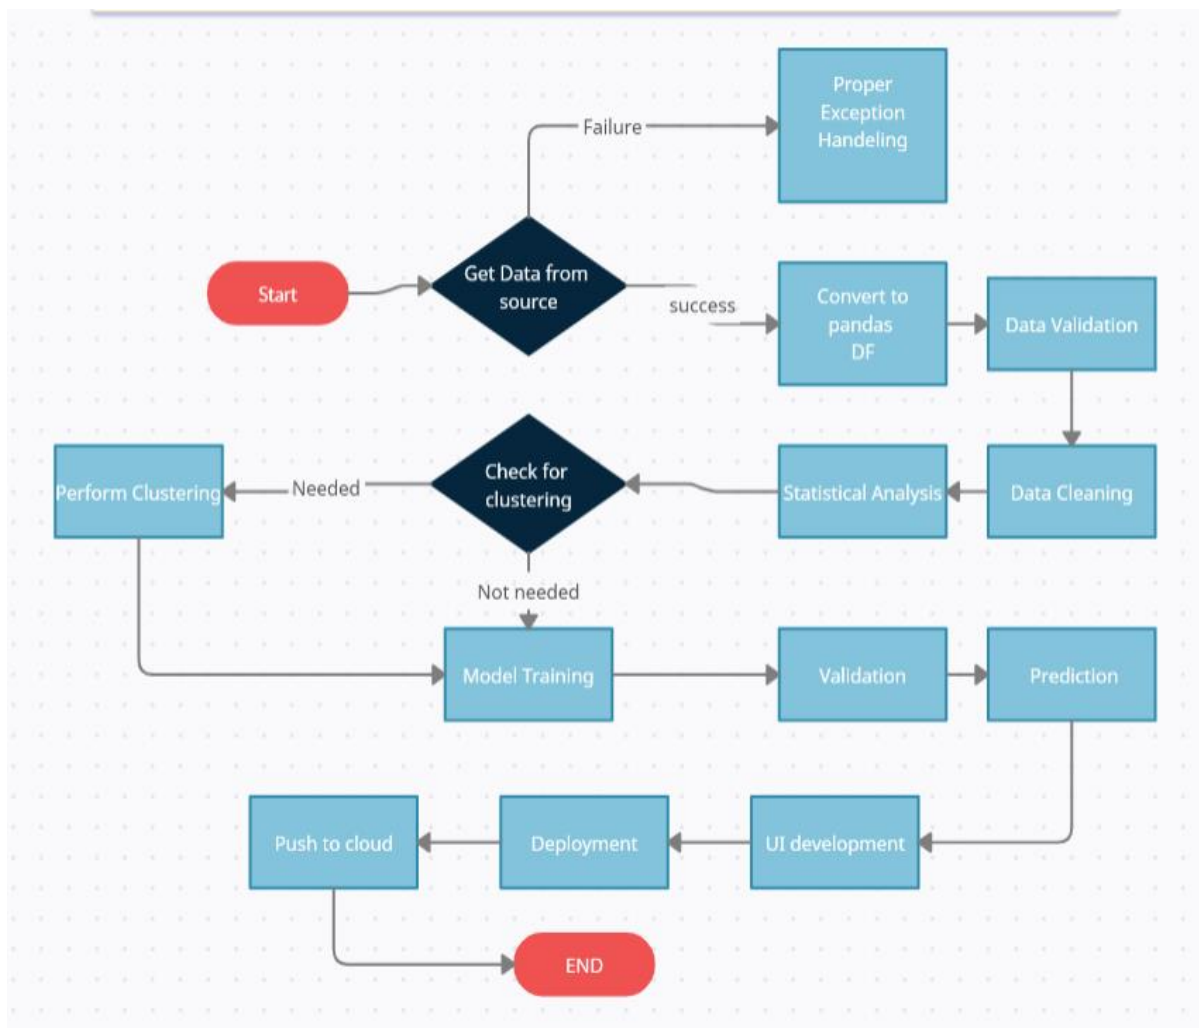 Proper
Exception
Handeling
Failure
Start
Get Data from
source
success
Convert to
pandas
DF
Data Validation
Perform Clustering
Needed
Check for
clustering
Statistical Analysis
Data Cleaning
Not needed
Model Training
Validation
Prediction
Push to cloud
Deployment
UI development
END